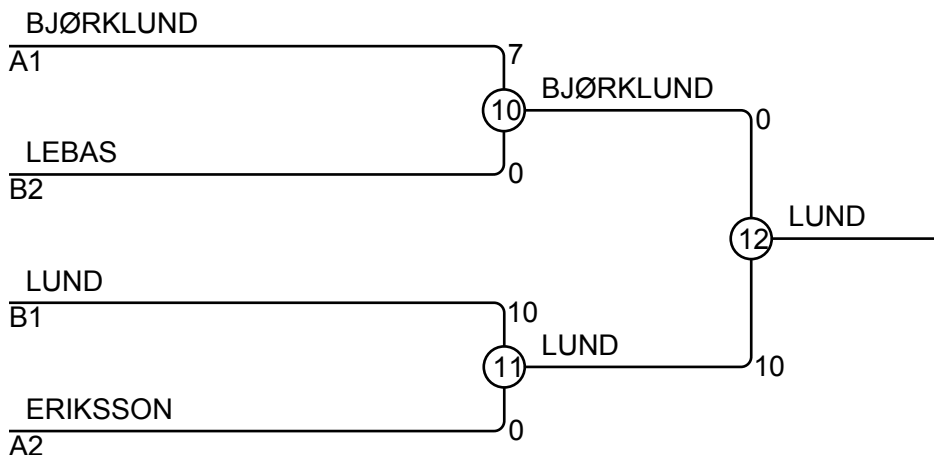 BJØRKLUND
A1
7
10
BJØRKLUND
0
LEBAS
B2
0
12
LUND
LUND
B1
10
11
LUND
10
ERIKSSON
A2
0